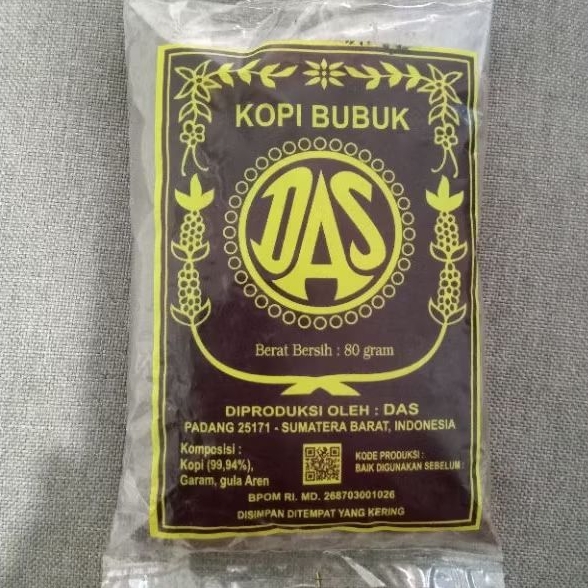 KOPI BUBUK
DAS
Berat Bersih : 80 gram
DIPRODUKSI OLEH : DAS
PADANG 25171 - SUMATERA BARAT, INDONESIA
Komposisi :
Kopi (99,94%),
Garam, gula Aren
KODE PRODUKSI :
BAIK DIGUNAKAN SEBELUM :
BPOM RI. MD. 268703001026
DISIMPAN DITEMPAT YANG KERING